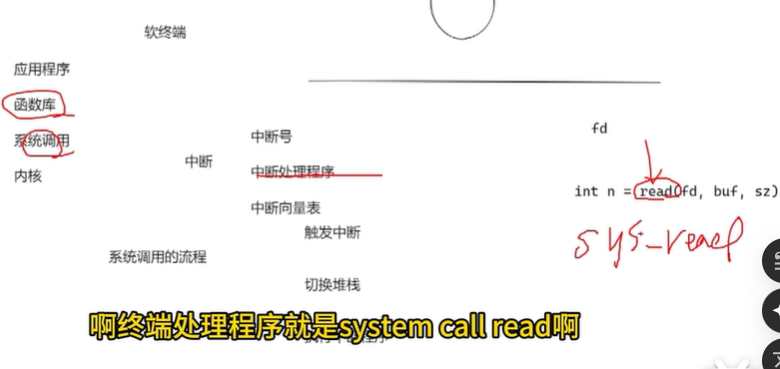 软终端
应用程序
函数库
系统调用
内核
中断
中断号
中断处理程序
中断向量表
系统调用的流程
触发中断
切换堆栈
fd
int n = read(fd, buf, sz)
sys_read
啊终端处理程序就是system call read啊